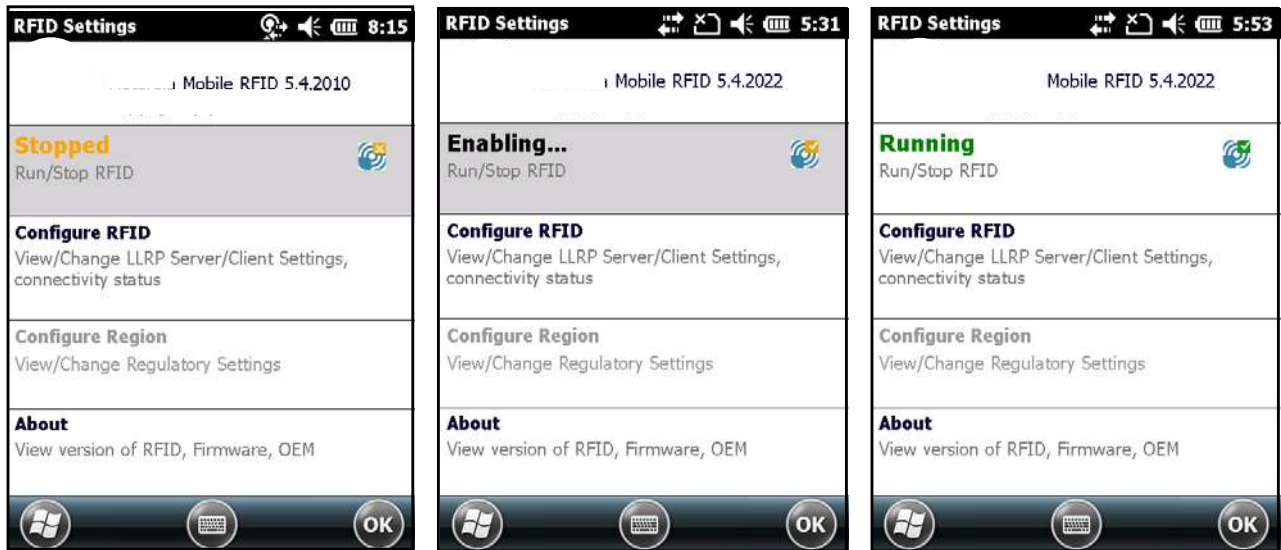 RFID Settings 8:15
Mobile RFID 5.4.2010
Stopped
Run/Stop RFID
Configure RFID
View/Change LLRP Server/Client Settings,
connectivity status
Configure Region
View/Change Regulatory Settings
About
View version of RFID, Firmware, OEM
OK
RFID Settings 5:31
Mobile RFID 5.4.2022
Enabling...
Run/Stop RFID
Configure RFID
View/Change LLRP Server/Client Settings,
connectivity status
Configure Region
View/Change Regulatory Settings
About
View version of RFID, Firmware, OEM
OK
RFID Settings 5:53
Mobile RFID 5.4.2022
Running
Run/Stop RFID
Configure RFID
View/Change LLRP Server/Client Settings,
connectivity status
Configure Region
View/Change Regulatory Settings
About
View version of RFID, Firmware, OEM
OK